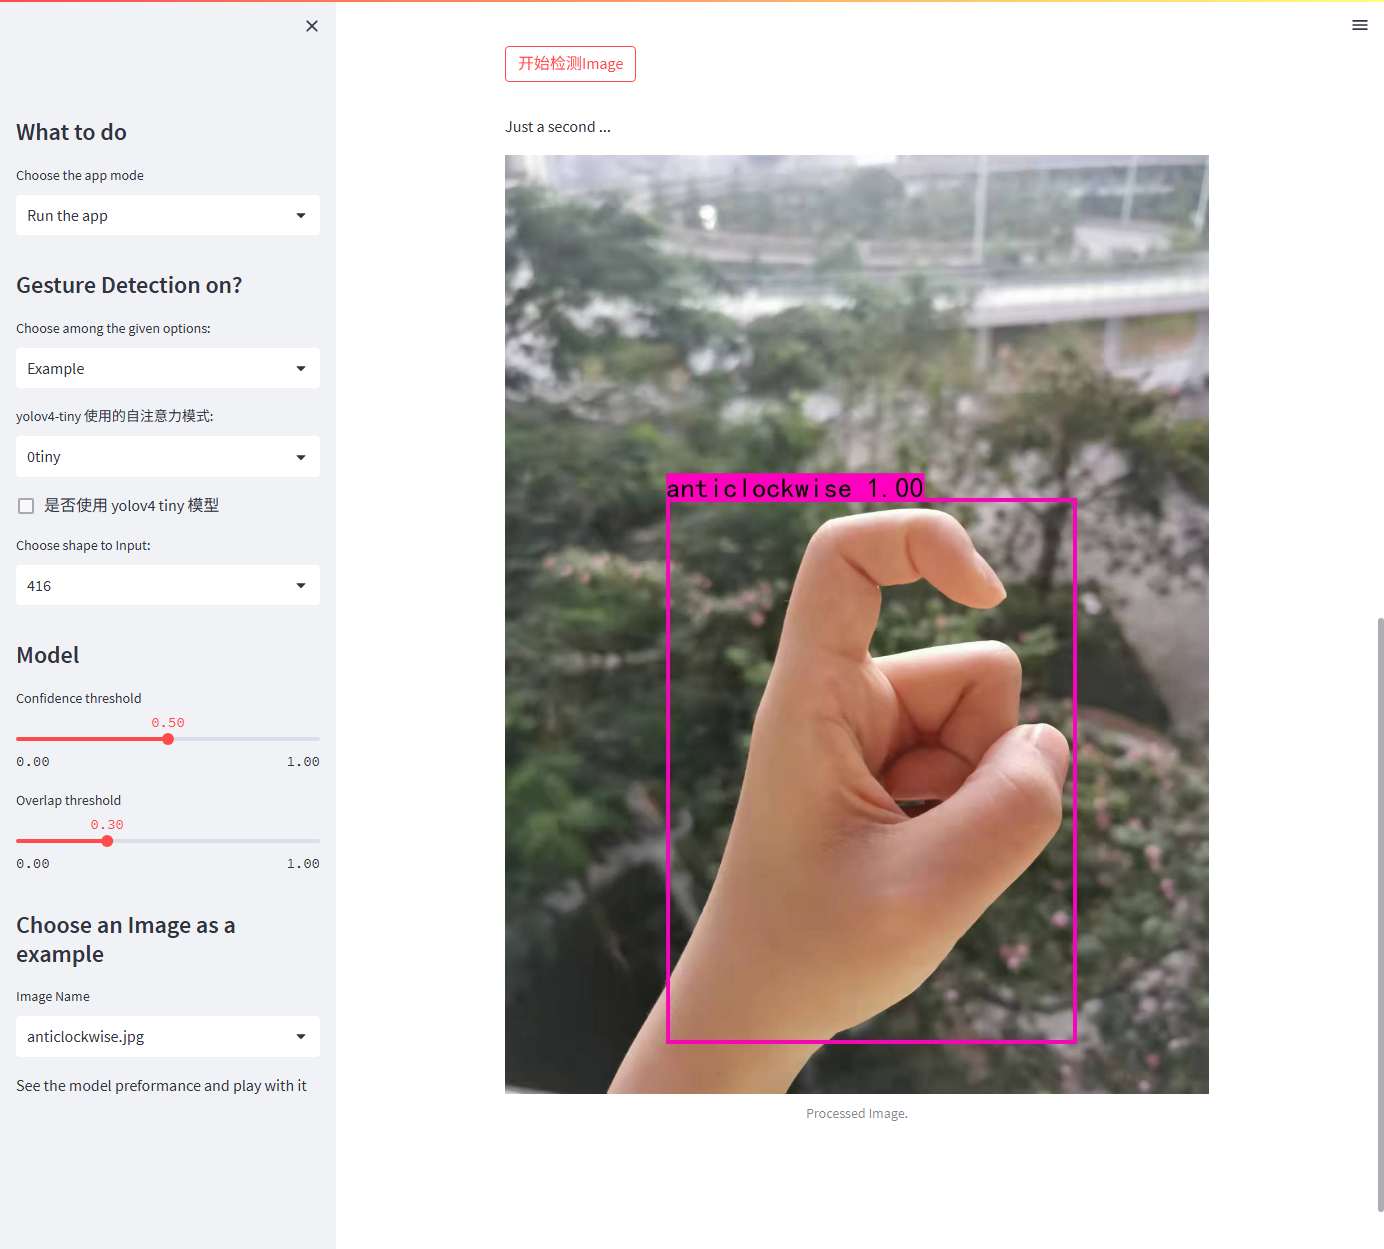 What to do
Choose the app mode
Run the app
Gesture Detection on?
Choose among the given options:
Example
yolov4-tiny 使用的自注意力模式:
0tiny
是否使用 yolov4 tiny 模型
Choose shape to Input:
416
Model
Confidence threshold
0.50
0.00 1.00
Overlap threshold
0.30
0.00 1.00
Choose an Image as a
example
Image Name
anticlockwise.jpg
See the model preformance and play with it
开始检测Image
Just a second ...
anticlockwise 1.00
Processed Image.